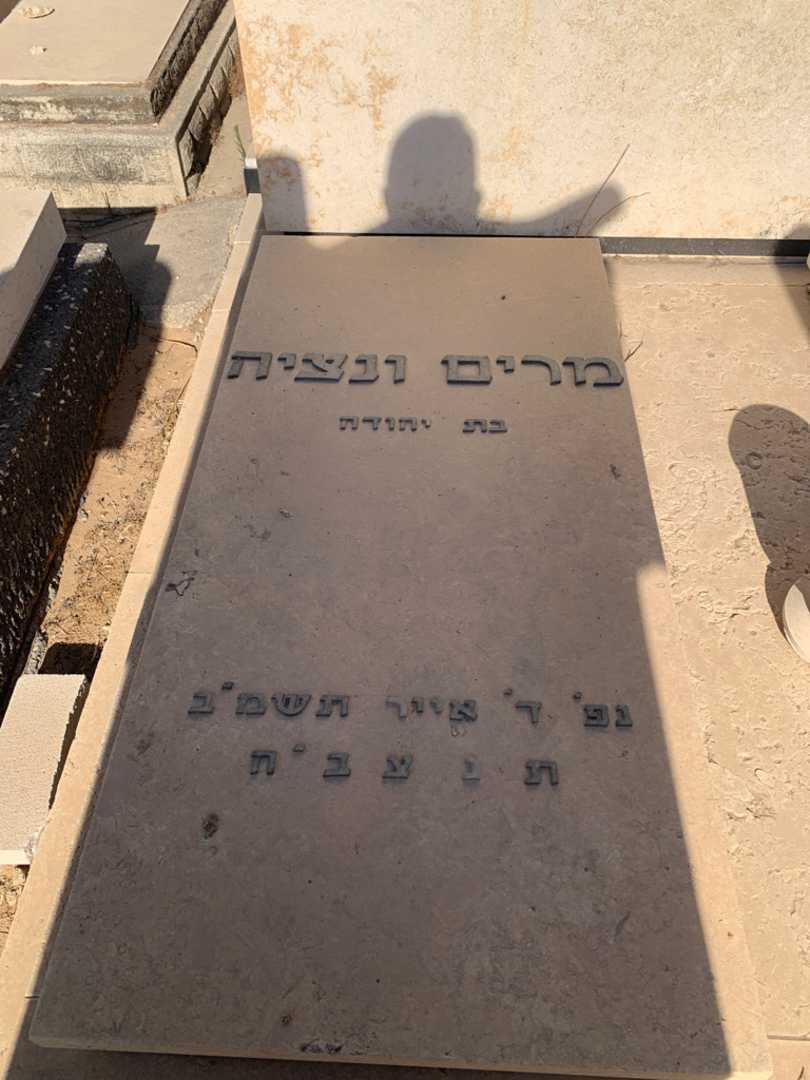 מרים ונציה
בת יהודה
נפ' ד' אייר תשמ"ב
ת נ צ ב "ה